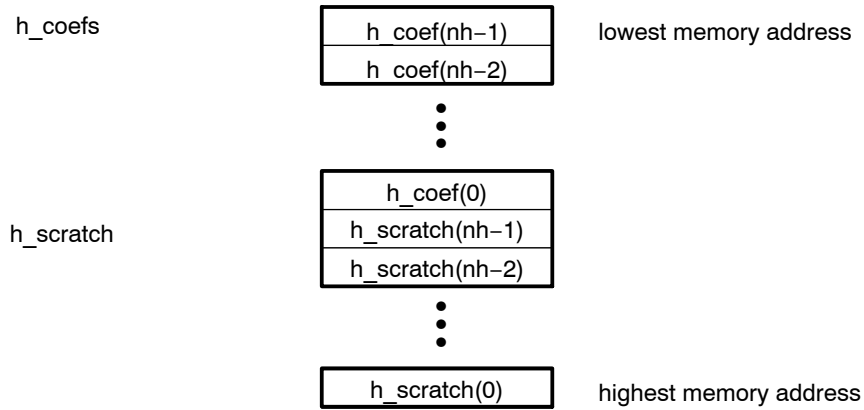 h_coefs h_coef(nh−1) lowest memory address
h_coef(nh−2)
h_coef(0)
h_scratch h_scratch(nh−1)
h_scratch(nh−2)
h_scratch(0) highest memory address